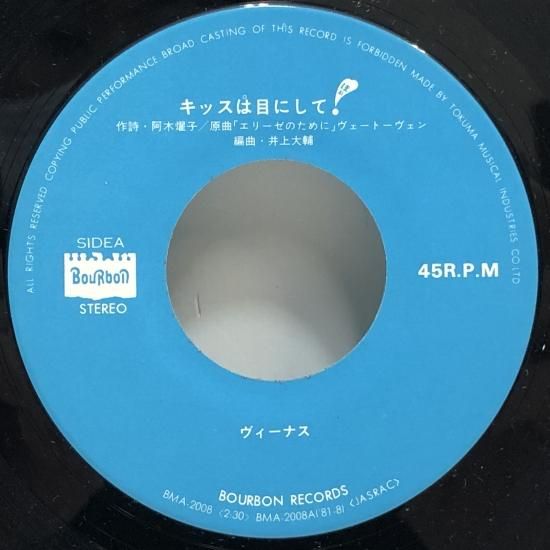 ALL RIGHTS RESERVED COPYING PUBLIC PERFORMANCE BROAD CASTING OF THIS RECORD IS FORBIDDEN MADE BY TOKUMA MUSICAL INDUSTRIES CO.LTD.
キッスは目にして!
作詩・阿木燿子/原曲「エリーゼのために」ヴェートーヴェン
編曲・井上大輔
SIDEA
BouRbon
STEREO
45R.P.M
ヴィーナス
BOURBON RECORDS
BMA-2008 〈2:30〉 BMA-2008A('81・8) <JASRAC>